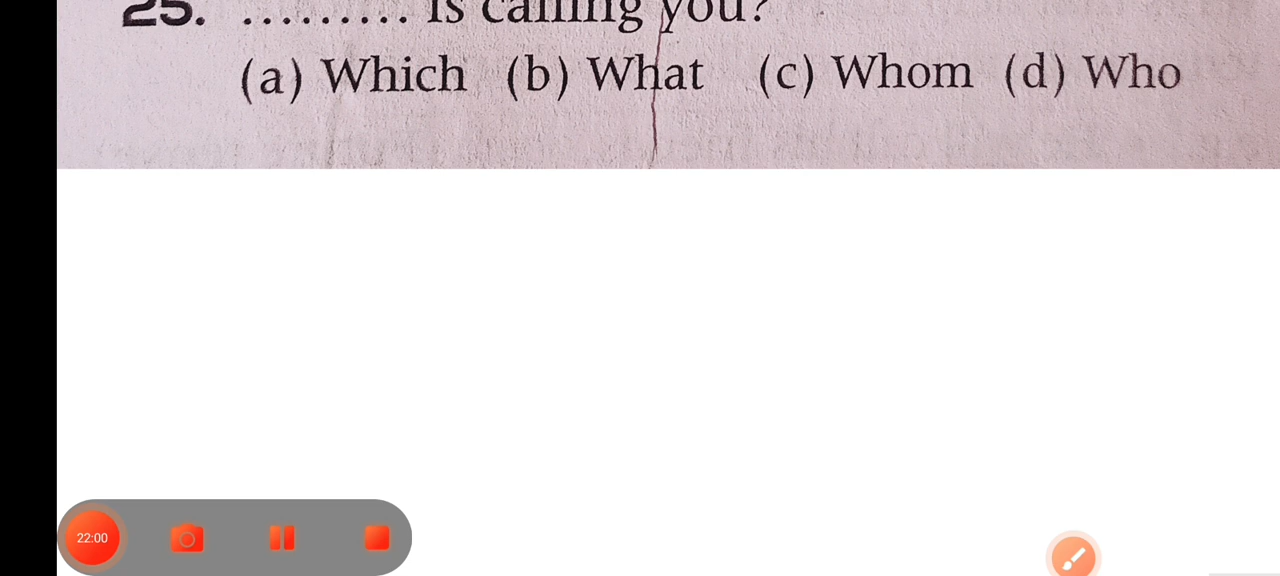 25. ......... is calling you?
(a) Which (b) What (c) Whom (d) Who
22:00